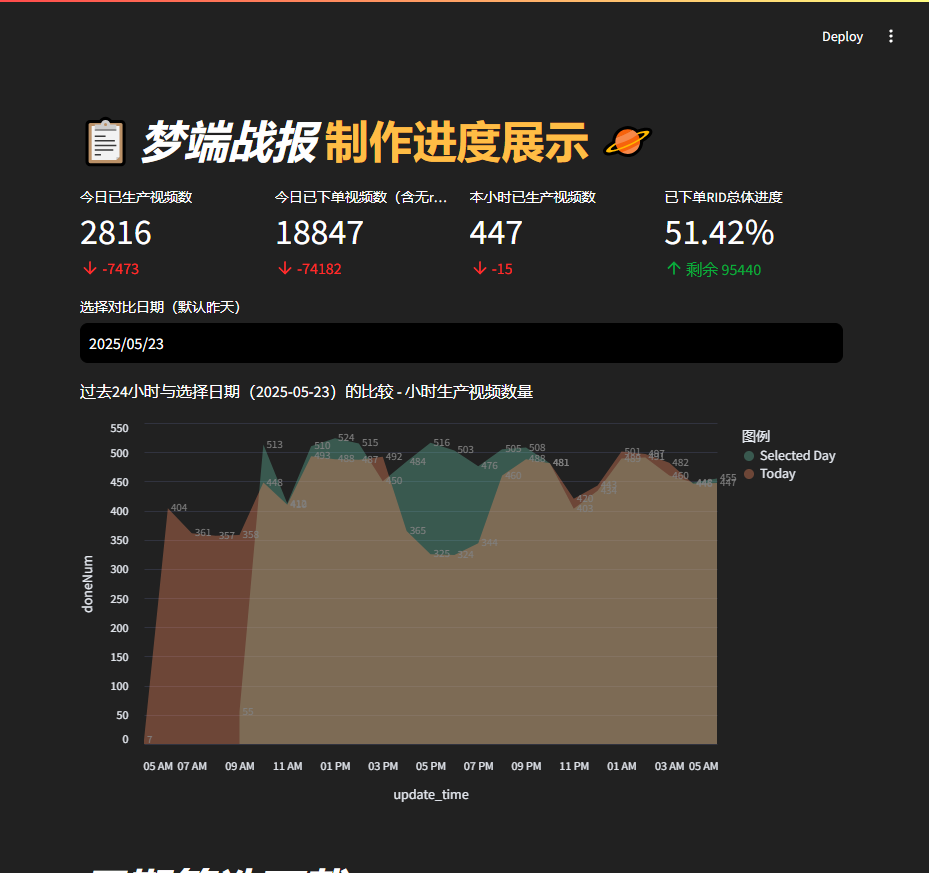 Deploy
梦端战报 制作进度展示
今日已生产视频数
2816
-7473
今日已下单视频数（含无r...
18847
-74182
本小时已生产视频数
447
-15
已下单RID总体进度
51.42%
剩余 95440
选择对比日期（默认昨天）
2025/05/23
过去24小时与选择日期（2025-05-23）的比较 - 小时生产视频数量
图例
Selected Day
Today
doneNum
550
500
450
400
350
300
250
200
150
100
50
0
513 510 524 515 484 516 503 476 505 508 481
448 493 488 487 492 450 365 325 324 344 460 488
404 361 357 358
501 487 482 460 448 455 447
55
7
05 AM 07 AM 09 AM 11 AM 01 PM 03 PM 05 PM 07 PM 09 PM 11 PM 01 AM 03 AM 05 AM
update_time